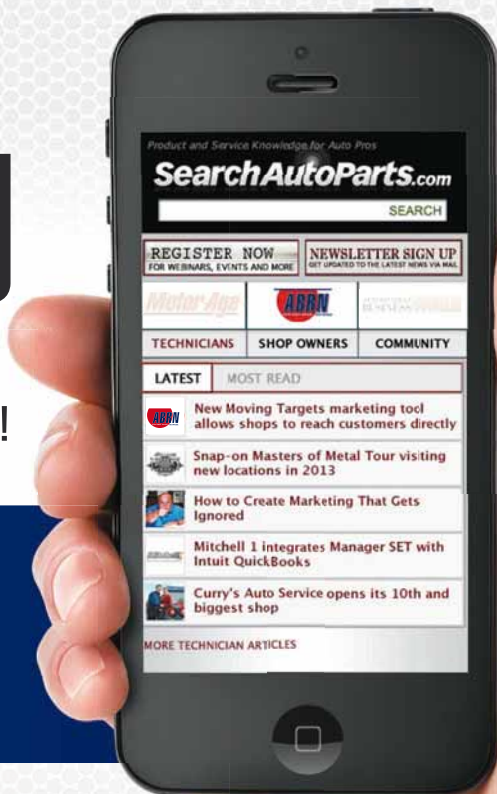 !
Product and Service Knowledge for Auto Pros
SearchAutoParts.com
SEARCH
REGISTER NOW
FOR WEBINARS, EVENTS AND MORE
NEWSLETTER SIGN UP
GET UPDATED TO THE LATEST NEWS VIA MAIL
Motor Age
ABRN
BUSINESS
TECHNICIANS
SHOP OWNERS
COMMUNITY
LATEST
MOST READ
ABRN
New Moving Targets marketing tool
allows shops to reach customers directly
Snap-on Masters of Metal Tour visiting
new locations in 2013
How to Create Marketing That Gets
Ignored
Mitchell 1 integrates Manager SET with
Intuit QuickBooks
Curry's Auto Service opens its 10th and
biggest shop
MORE TECHNICIAN ARTICLES